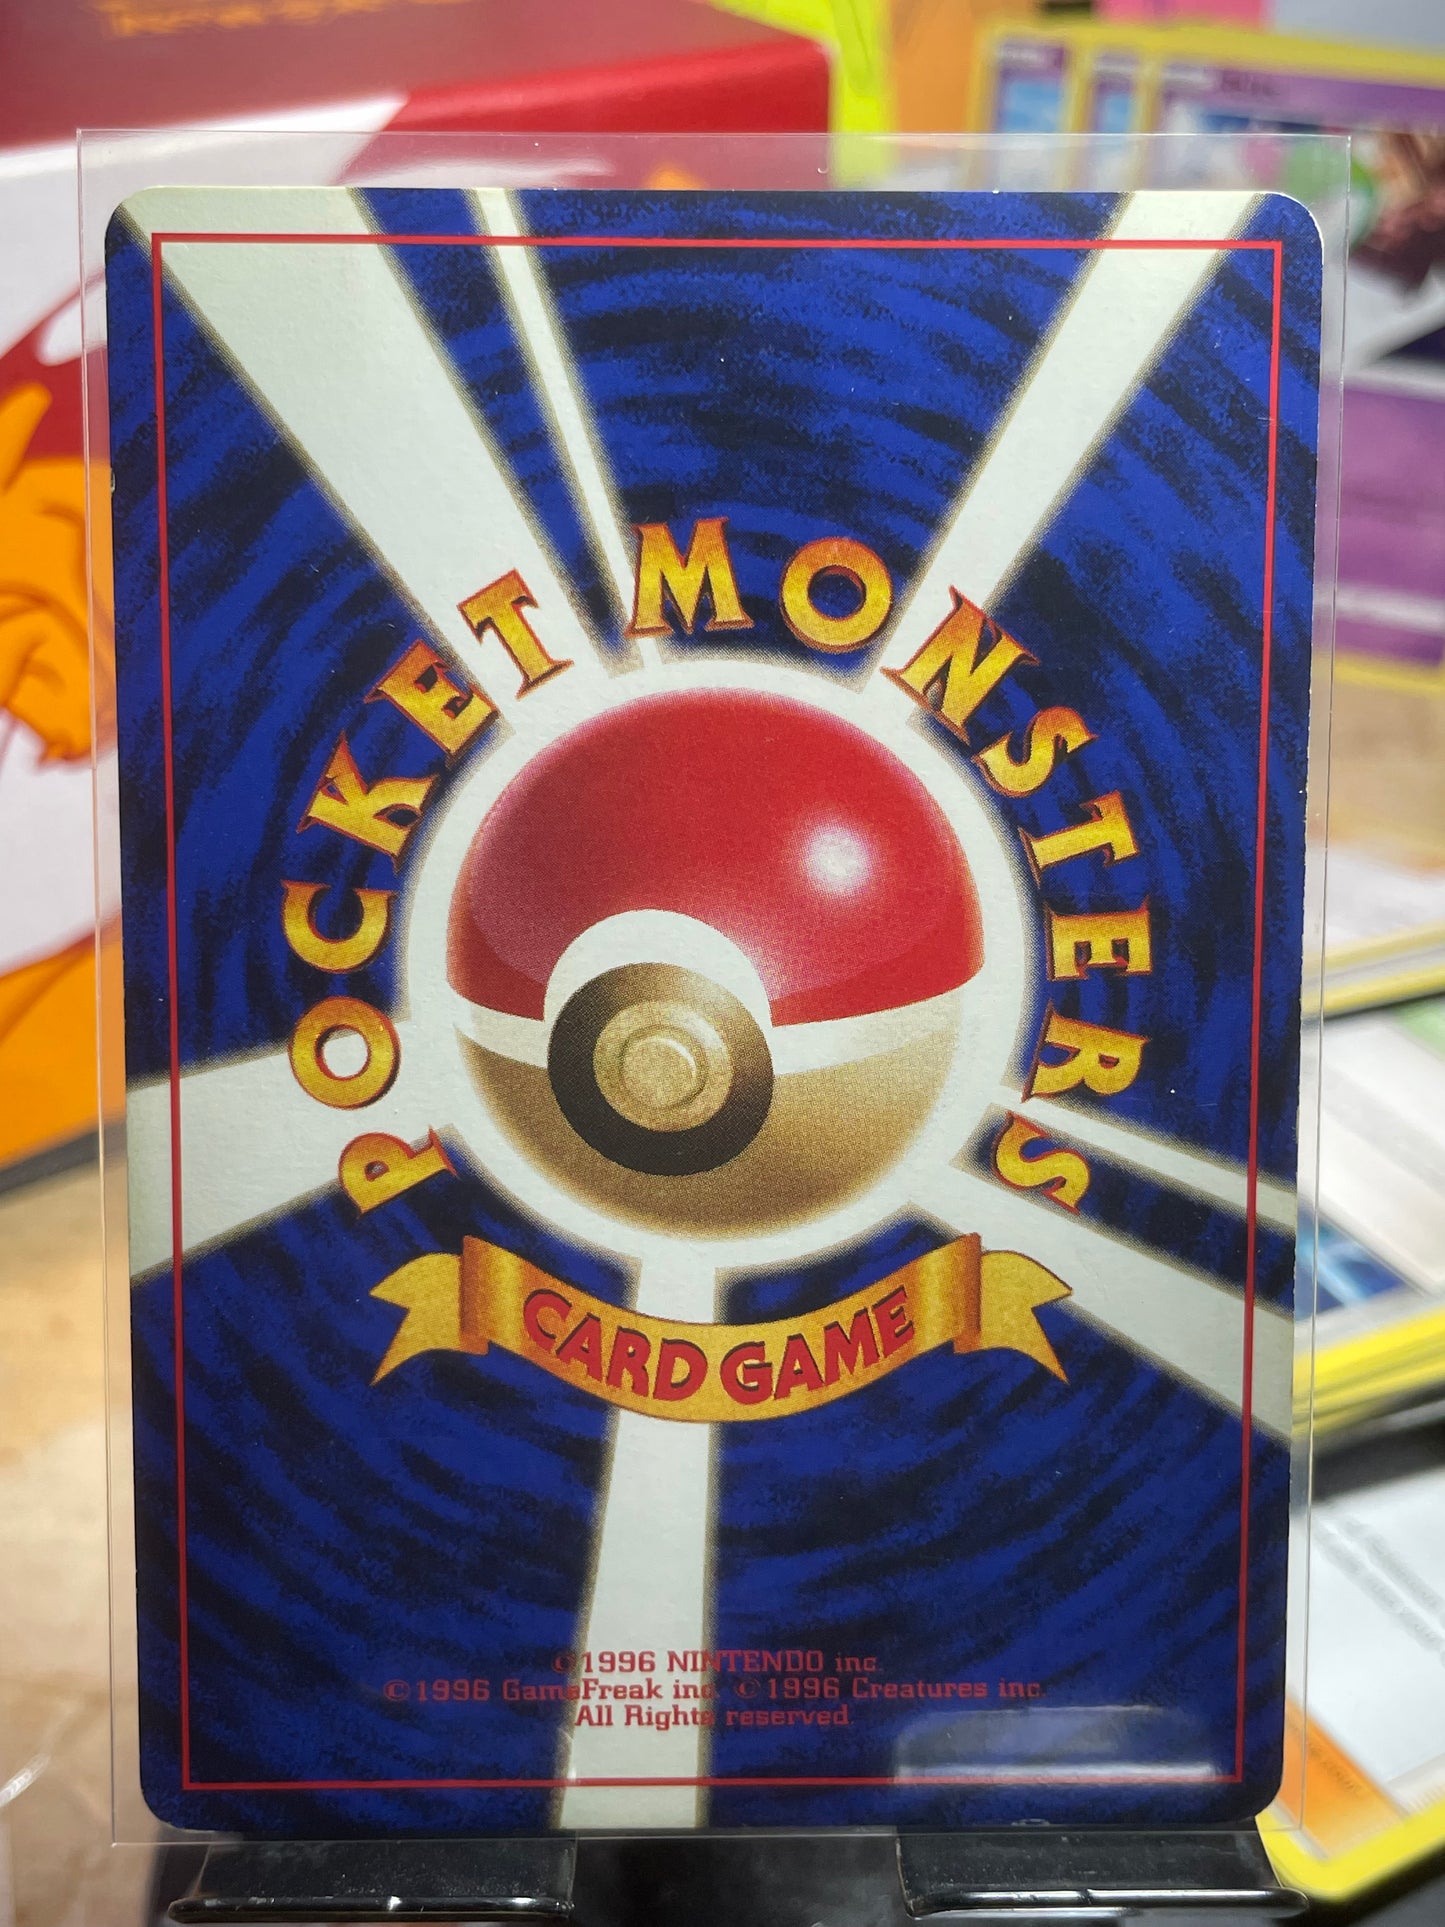 POCKET MONSTERS
CARD GAME
©1996 NINTENDO inc.
©1996 GameFreak inc. ©1996 Creatures inc.
All Rights reserved.